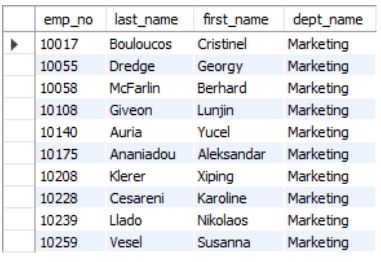 emp_no last_name first_name dept_name
10017 Bouloucos Cristinel Marketing
10055 Dredge Georgy Marketing
10058 McFarlin Berhard Marketing
10108 Giveon Lunjin Marketing
10140 Auria Yucel Marketing
10175 Ananiadou Aleksandar Marketing
10208 Klerer Xiping Marketing
10228 Cesareni Karoline Marketing
10239 Llado Nikolaos Marketing
10259 Vesel Susanna Marketing